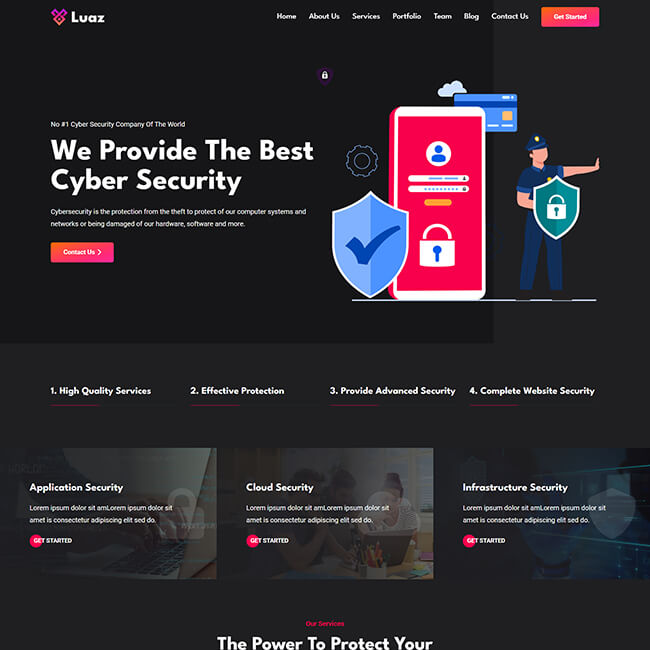 Luaz
Home About Us Services Portfolio Team Blog Contact Us Get Started
No #1 Cyber Security Company Of The World
We Provide The Best
Cyber Security
Cybersecurity is the protection from the theft to protect of our computer systems and
networks or being damaged of our hardware, software and more.
Contact Us
1. High Quality Services
2. Effective Protection
3. Provide Advanced Security
4. Complete Website Security
Application Security
Lorem ipsum dolor sit amLorem ipsum dolor sit
amet is consectetur adipiscing elit sed do.
GET STARTED
Cloud Security
Lorem ipsum dolor sit amLorem ipsum dolor sit
amet is consectetur adipiscing elit sed do.
GET STARTED
Infrastructure Security
Lorem ipsum dolor sit amLorem ipsum dolor sit
amet is consectetur adipiscing elit sed do.
GET STARTED
Our Services
The Power To Protect Your